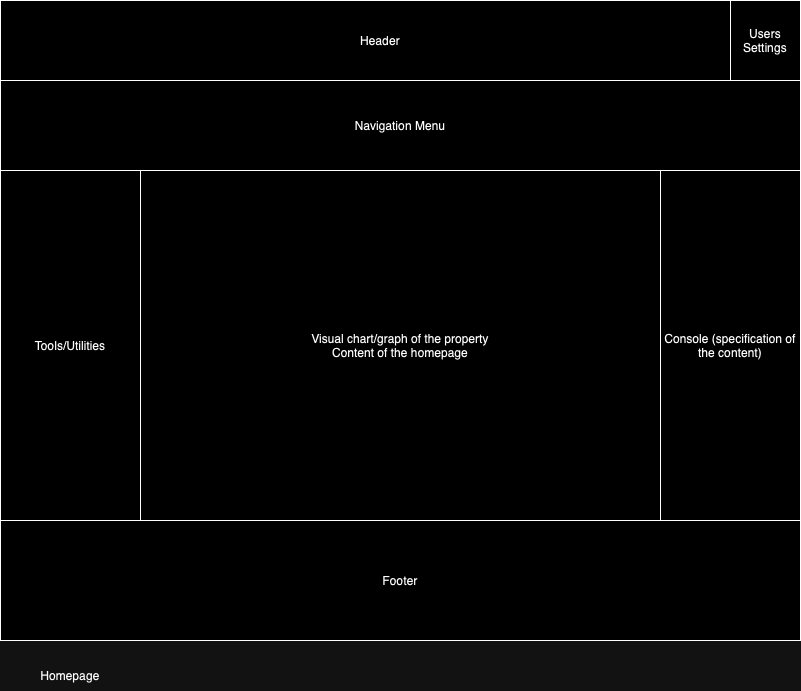 Header
Users
Settings
Navigation Menu
Tools/Utilities
Visual chart/graph of the property
Content of the homepage
Console (specification of
the content)
Footer
Homepage